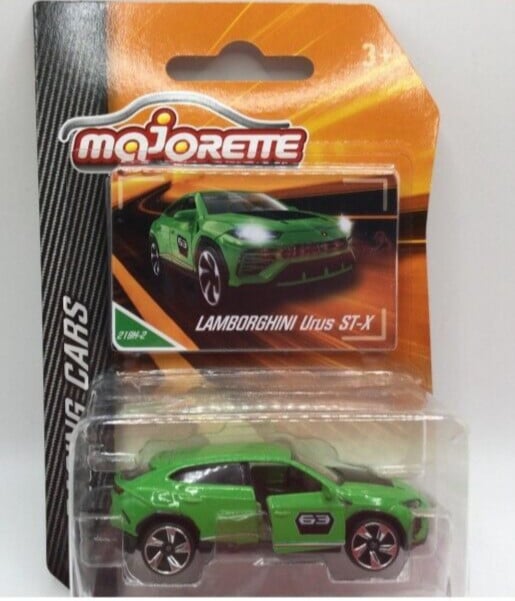 3+
majorette
63
219H-2
LAMBORGHINI Urus ST-X
CARS
63